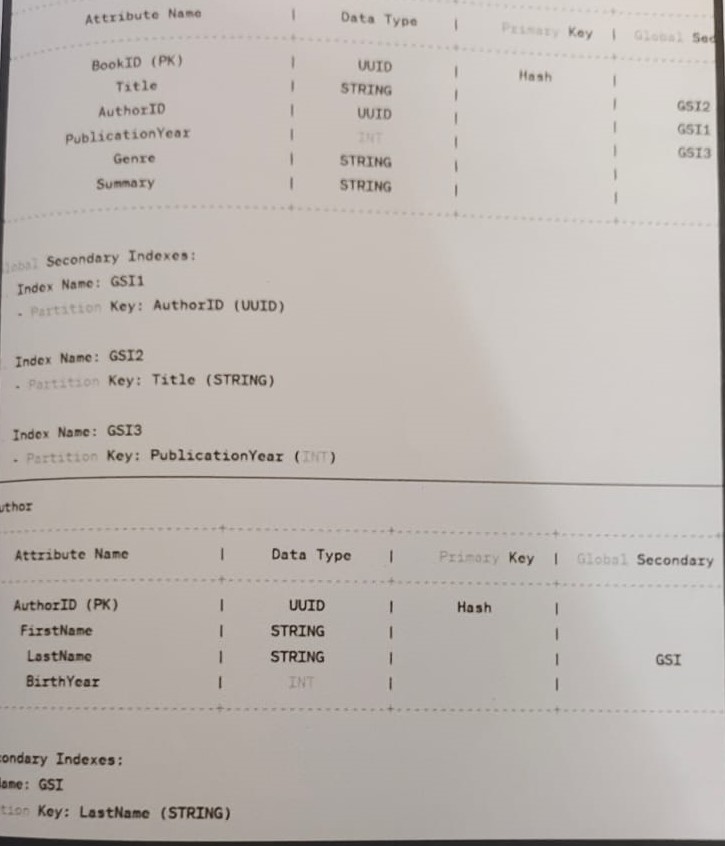 Attribute Name | Data Type | Primary Key | Global Sec
BookID (PK) | UUID | Hash |
Title | STRING | | GSI2
AuthorID | UUID | | GSI1
PublicationYear | INT | | GSI3
Genre | STRING | |
Summary | STRING | |
Global Secondary Indexes:
Index Name: GSI1
- Partition Key: AuthorID (UUID)
Index Name: GSI2
- Partition Key: Title (STRING)
Index Name: GSI3
- Partition Key: PublicationYear (INT)
uthor
Attribute Name | Data Type | Primary Key | Global Secondary
AuthorID (PK) | UUID | Hash |
FirstName | STRING | |
LastName | STRING | | GSI
BirthYear | INT | |
condary Indexes:
ame: GSI
tion Key: LastName (STRING)